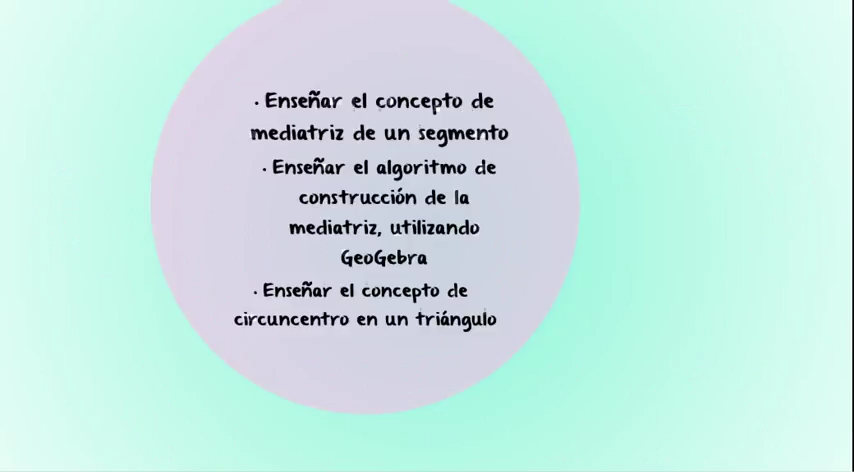 · Enseñar el concepto de
mediatriz de un segmento
· Enseñar el algoritmo de
construcción de la
mediatriz, utilizando
GeoGebra
· Enseñar el concepto de
circuncentro en un triángulo